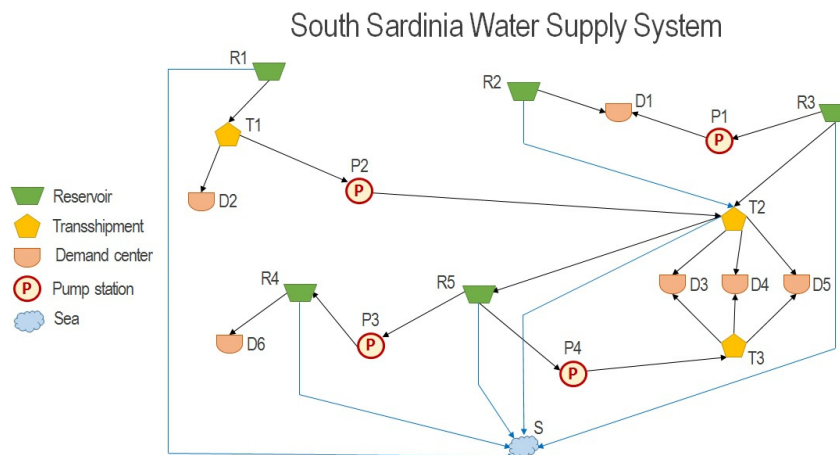 South Sardinia Water Supply System
R1
R2
D1
P1
R3
T1
P2
D2
T2
Reservoir
Transshipment
Demand center
P Pump station
Sea
R4
R5
D3
D4
D5
P3
D6
P4
T3
S
P
P
P
P